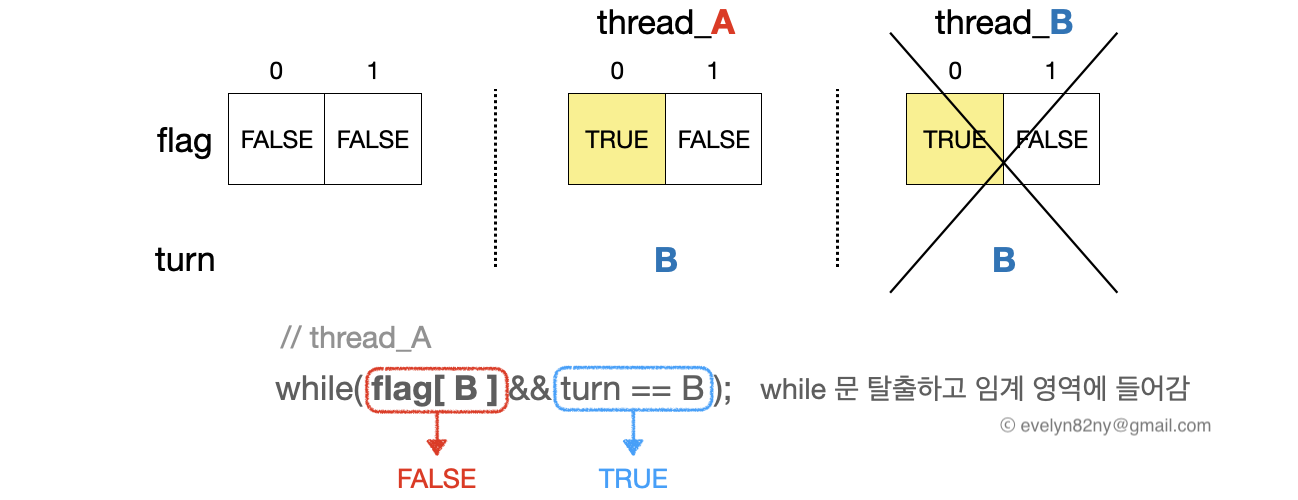 thread_A thread_B
0 1 0 1 0 1
flag FALSE FALSE TRUE FALSE TRUE FALSE
turn B B
// thread_A
while( flag[ B ] && turn == B ); while 문 탈출하고 임계 영역에 들어감
© evelyn82ny@gmail.com
FALSE TRUE